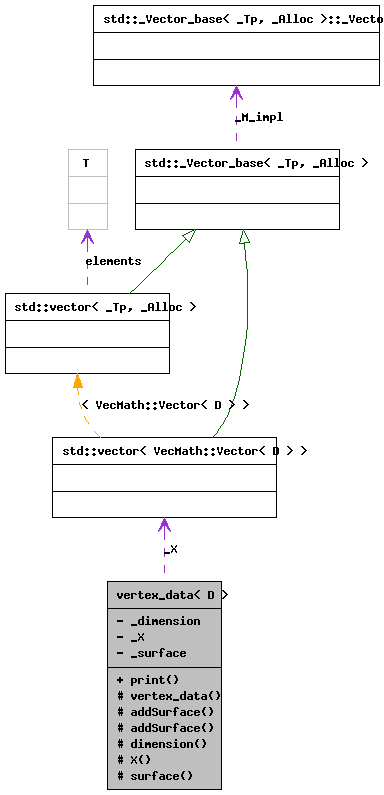 std::_Vector_base< _Tp, _Alloc >::_Vecto
_M_impl
T
std::_Vector_base< _Tp, _Alloc >
elements
std::vector< _Tp, _Alloc >
< VecMath::Vector< D > >
std::vector< VecMath::Vector< D > >
_X
vertex_data< D >
- _dimension
- _X
- _surface
+ print()
# vertex_data()
# addSurface()
# addSurface()
# dimension()
# X()
# surface()